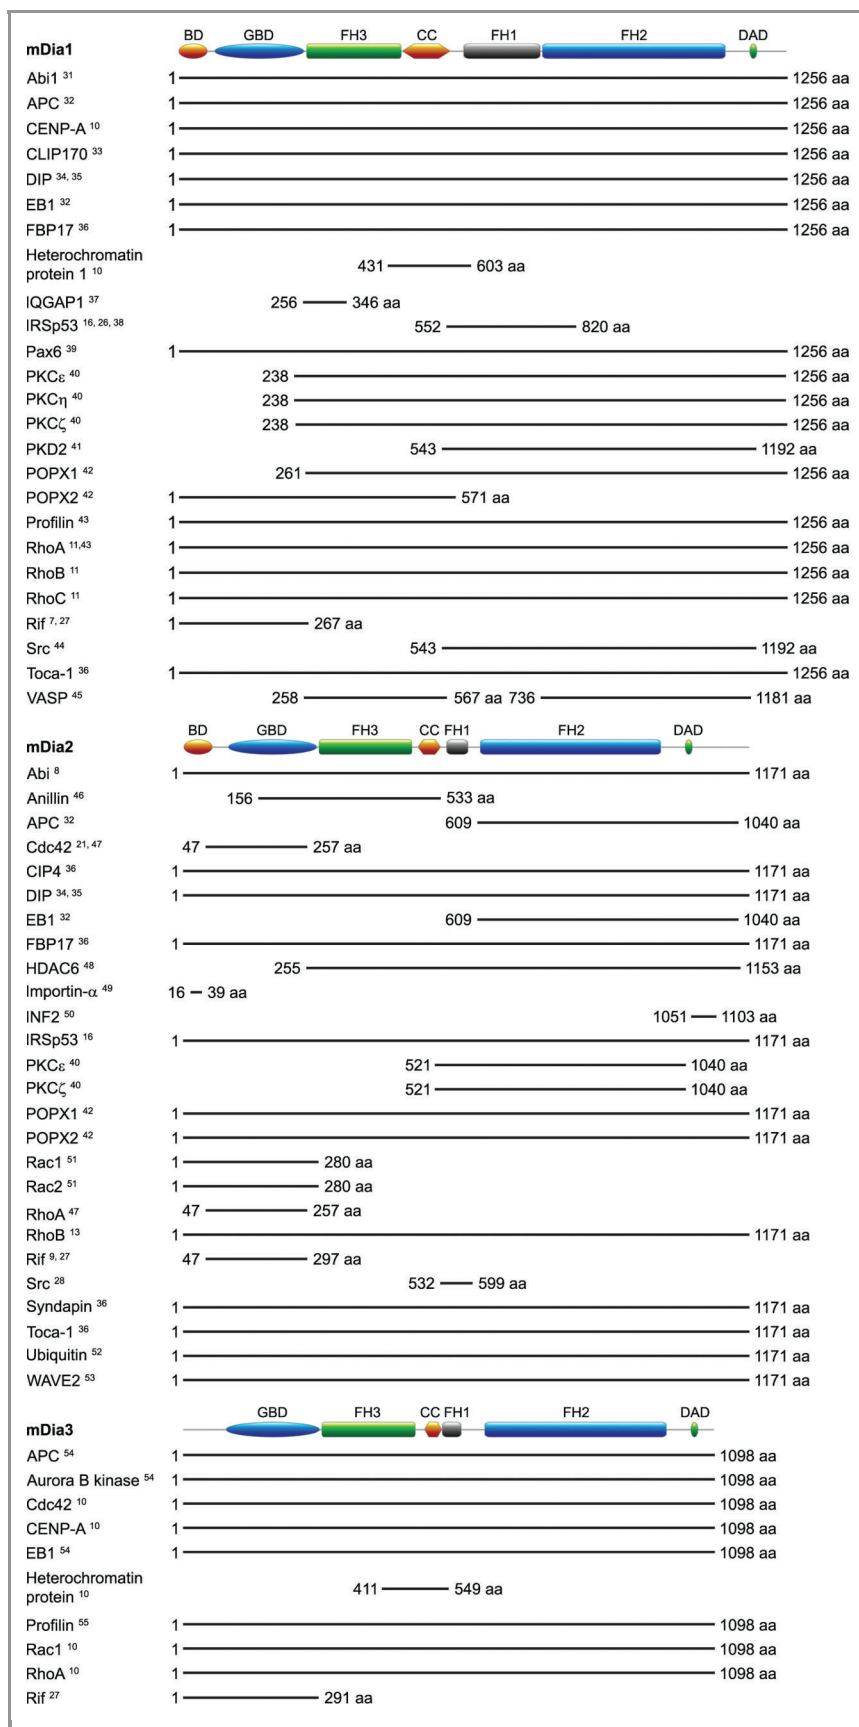 BD GBD FH3 CC FH1 FH2 DAD
mDia1
Abi1 31 1 1256 aa
APC 32 1 1256 aa
CENP-A 10 1 1256 aa
CLIP170 33 1 1256 aa
DIP 34, 35 1 1256 aa
EB1 32 1 1256 aa
FBP17 36 1 1256 aa
Heterochromatin
protein 1 10 431 603 aa
IQGAP1 37 256 346 aa
IRSp53 16, 26, 38 552 820 aa
Pax6 39 1 1256 aa
PKCε 40 238 1256 aa
PKCη 40 238 1256 aa
PKCζ 40 238 1256 aa
PKD2 41 543 1192 aa
POPX1 42 261 1256 aa
POPX2 42 1 571 aa
Profilin 43 1 1256 aa
RhoA 11,43 1 1256 aa
RhoB 11 1 1256 aa
RhoC 11 1 1256 aa
Rif 7, 27 1 267 aa
Src 44 543 1192 aa
Toca-1 36 1 1256 aa
VASP 45 258 567 aa 736 1181 aa
BD GBD FH3 CC FH1 FH2 DAD
mDia2
Abi 8 1 1171 aa
Anillin 46 156 533 aa
APC 32 609 1040 aa
Cdc42 21, 47 47 257 aa
CIP4 36 1 1171 aa
DIP 34, 35 1 1171 aa
EB1 32 609 1040 aa
FBP17 36 1 1171 aa
HDAC6 48 255 1153 aa
Importin-α 49 16 39 aa
INF2 50 1051 1103 aa
IRSp53 16 1 1171 aa
PKCε 40 521 1040 aa
PKCζ 40 521 1040 aa
POPX1 42 1 1171 aa
POPX2 42 1 1171 aa
Rac1 51 1 280 aa
Rac2 51 1 280 aa
RhoA 47 47 257 aa
RhoB 13 1 1171 aa
Rif 9, 27 47 297 aa
Src 28 532 599 aa
Syndapin 36 1 1171 aa
Toca-1 36 1 1171 aa
Ubiquitin 52 1 1171 aa
WAVE2 53 1 1171 aa
GBD FH3 CC FH1 FH2 DAD
mDia3
APC 54 1 1098 aa
Aurora B kinase 54 1 1098 aa
Cdc42 10 1 1098 aa
CENP-A 10 1 1098 aa
EB1 54 1 1098 aa
Heterochromatin
protein 10 411 549 aa
Profilin 55 1 1098 aa
Rac1 10 1 1098 aa
RhoA 10 1 1098 aa
Rif 27 1 291 aa